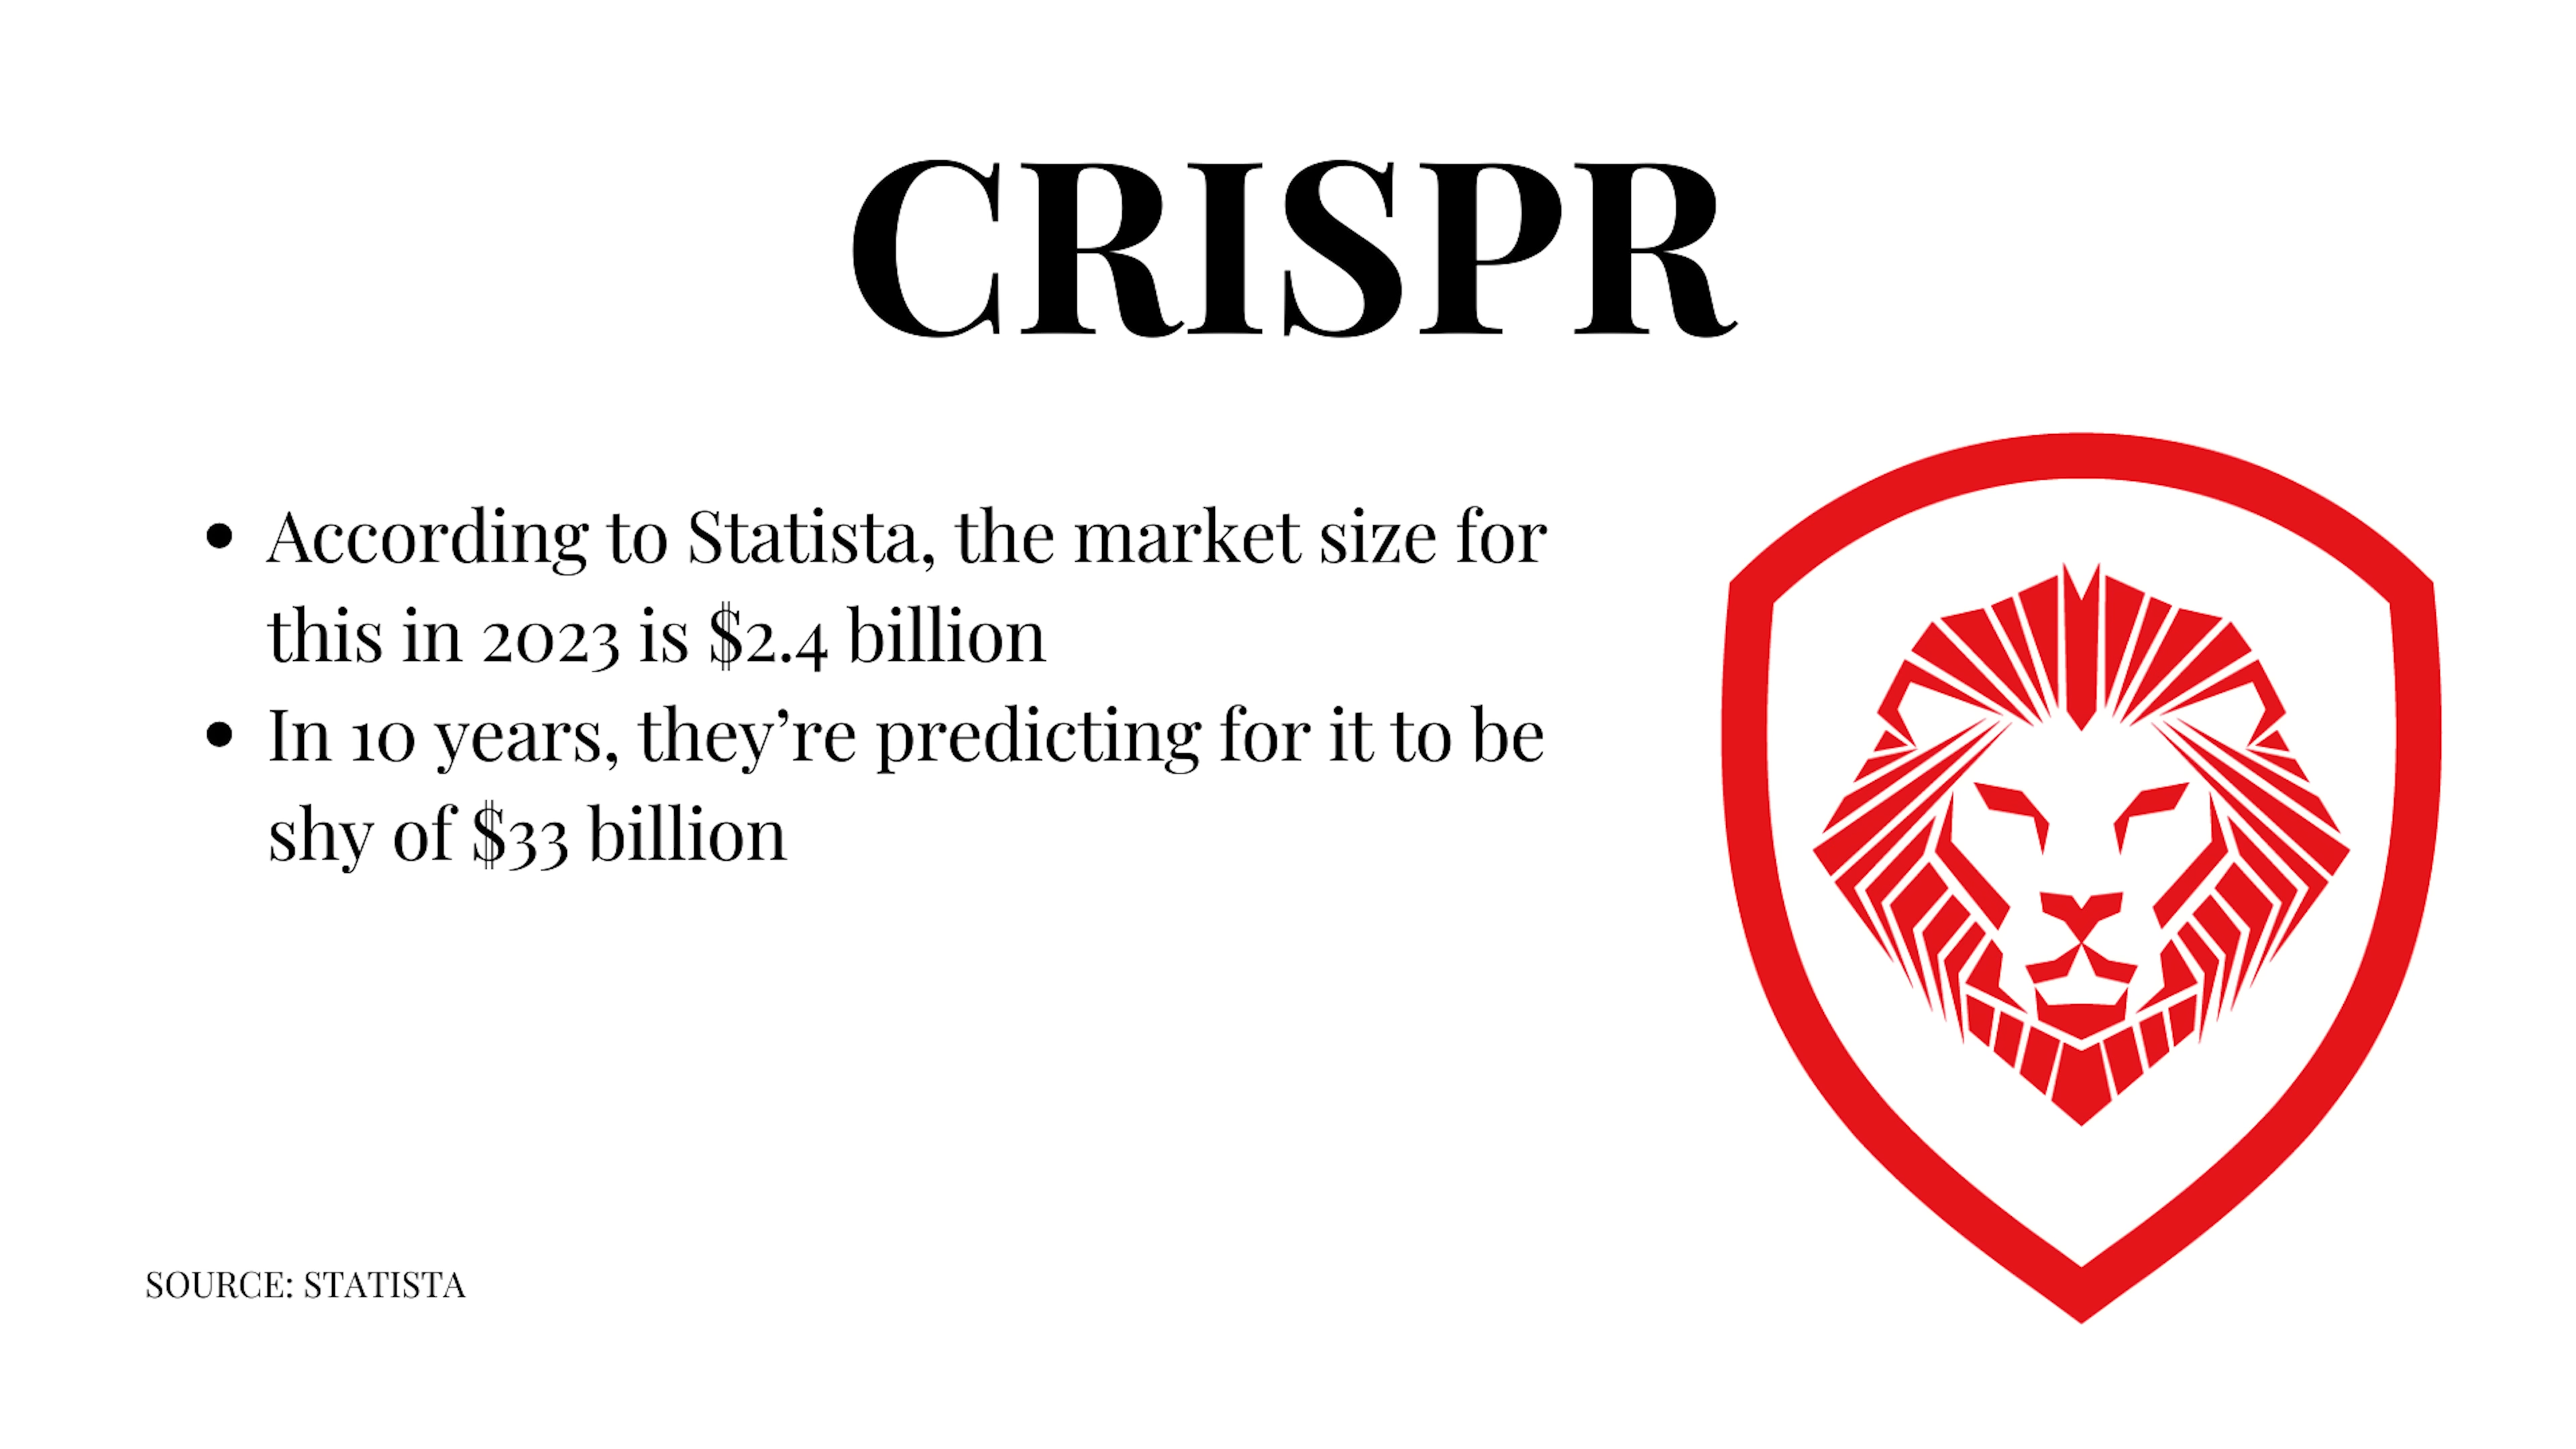 CRISPR
• According to Statista, the market size for
this in 2023 is $2.4 billion
• In 10 years, they’re predicting for it to be
shy of $33 billion
SOURCE: STATISTA